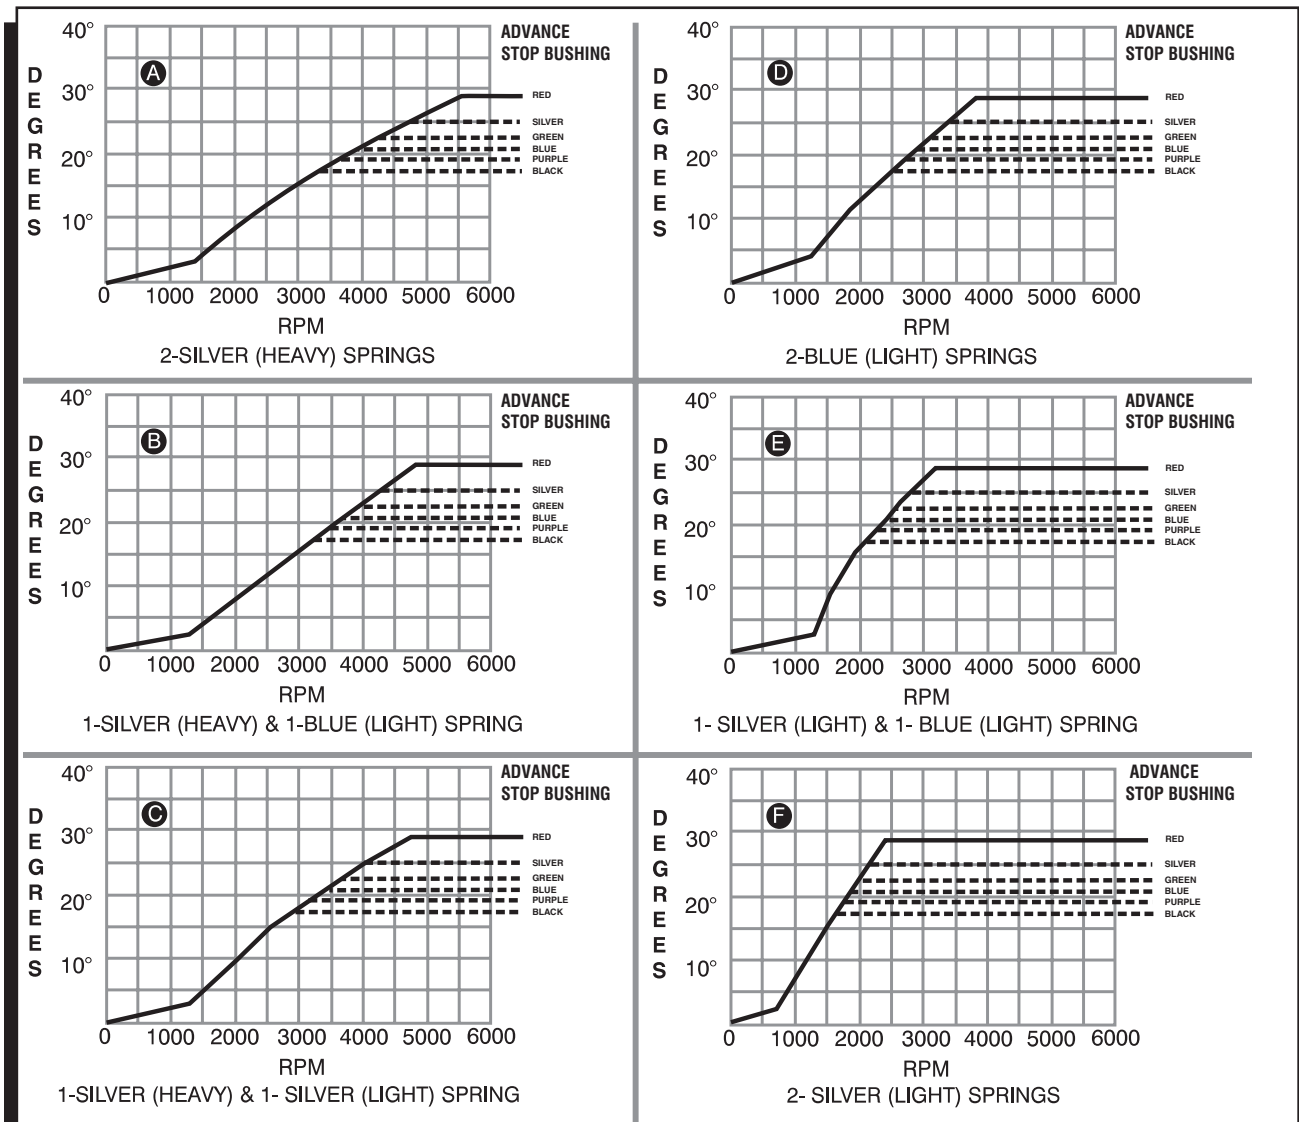 40°
30°
20°
10°
DEGREES
A
ADVANCE
STOP BUSHING
RED
SILVER
GREEN
BLUE
PURPLE
BLACK
0 1000 2000 3000 4000 5000 6000
RPM
2-SILVER (HEAVY) SPRINGS
40°
30°
20°
10°
DEGREES
D
ADVANCE
STOP BUSHING
RED
SILVER
GREEN
BLUE
PURPLE
BLACK
0 1000 2000 3000 4000 5000 6000
RPM
2-BLUE (LIGHT) SPRINGS
40°
30°
20°
10°
DEGREES
B
ADVANCE
STOP BUSHING
RED
SILVER
GREEN
BLUE
PURPLE
BLACK
0 1000 2000 3000 4000 5000 6000
RPM
1-SILVER (HEAVY) & 1-BLUE (LIGHT) SPRING
40°
30°
20°
10°
DEGREES
E
ADVANCE
STOP BUSHING
RED
SILVER
GREEN
BLUE
PURPLE
BLACK
0 1000 2000 3000 4000 5000 6000
RPM
1- SILVER (LIGHT) & 1- BLUE (LIGHT) SPRING
40°
30°
20°
10°
DEGREES
C
ADVANCE
STOP BUSHING
RED
SILVER
GREEN
BLUE
PURPLE
BLACK
0 1000 2000 3000 4000 5000 6000
RPM
1-SILVER (HEAVY) & 1- SILVER (LIGHT) SPRING
40°
30°
20°
10°
DEGREES
F
ADVANCE
STOP BUSHING
RED
SILVER
GREEN
BLUE
PURPLE
BLACK
0 1000 2000 3000 4000 5000 6000
RPM
2- SILVER (LIGHT) SPRINGS